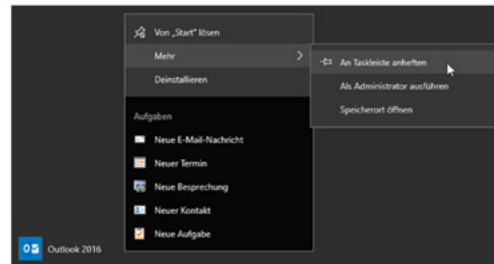 Von „Start" lösen
Mehr
Deinstallieren
An Taskleiste anheften
Als Administrator ausführen
Speicherort öffnen
Aufgaben
Neue E-Mail-Nachricht
Neuer Termin
Neue Besprechung
Neuer Kontakt
Neue Aufgabe
Outlook 2016